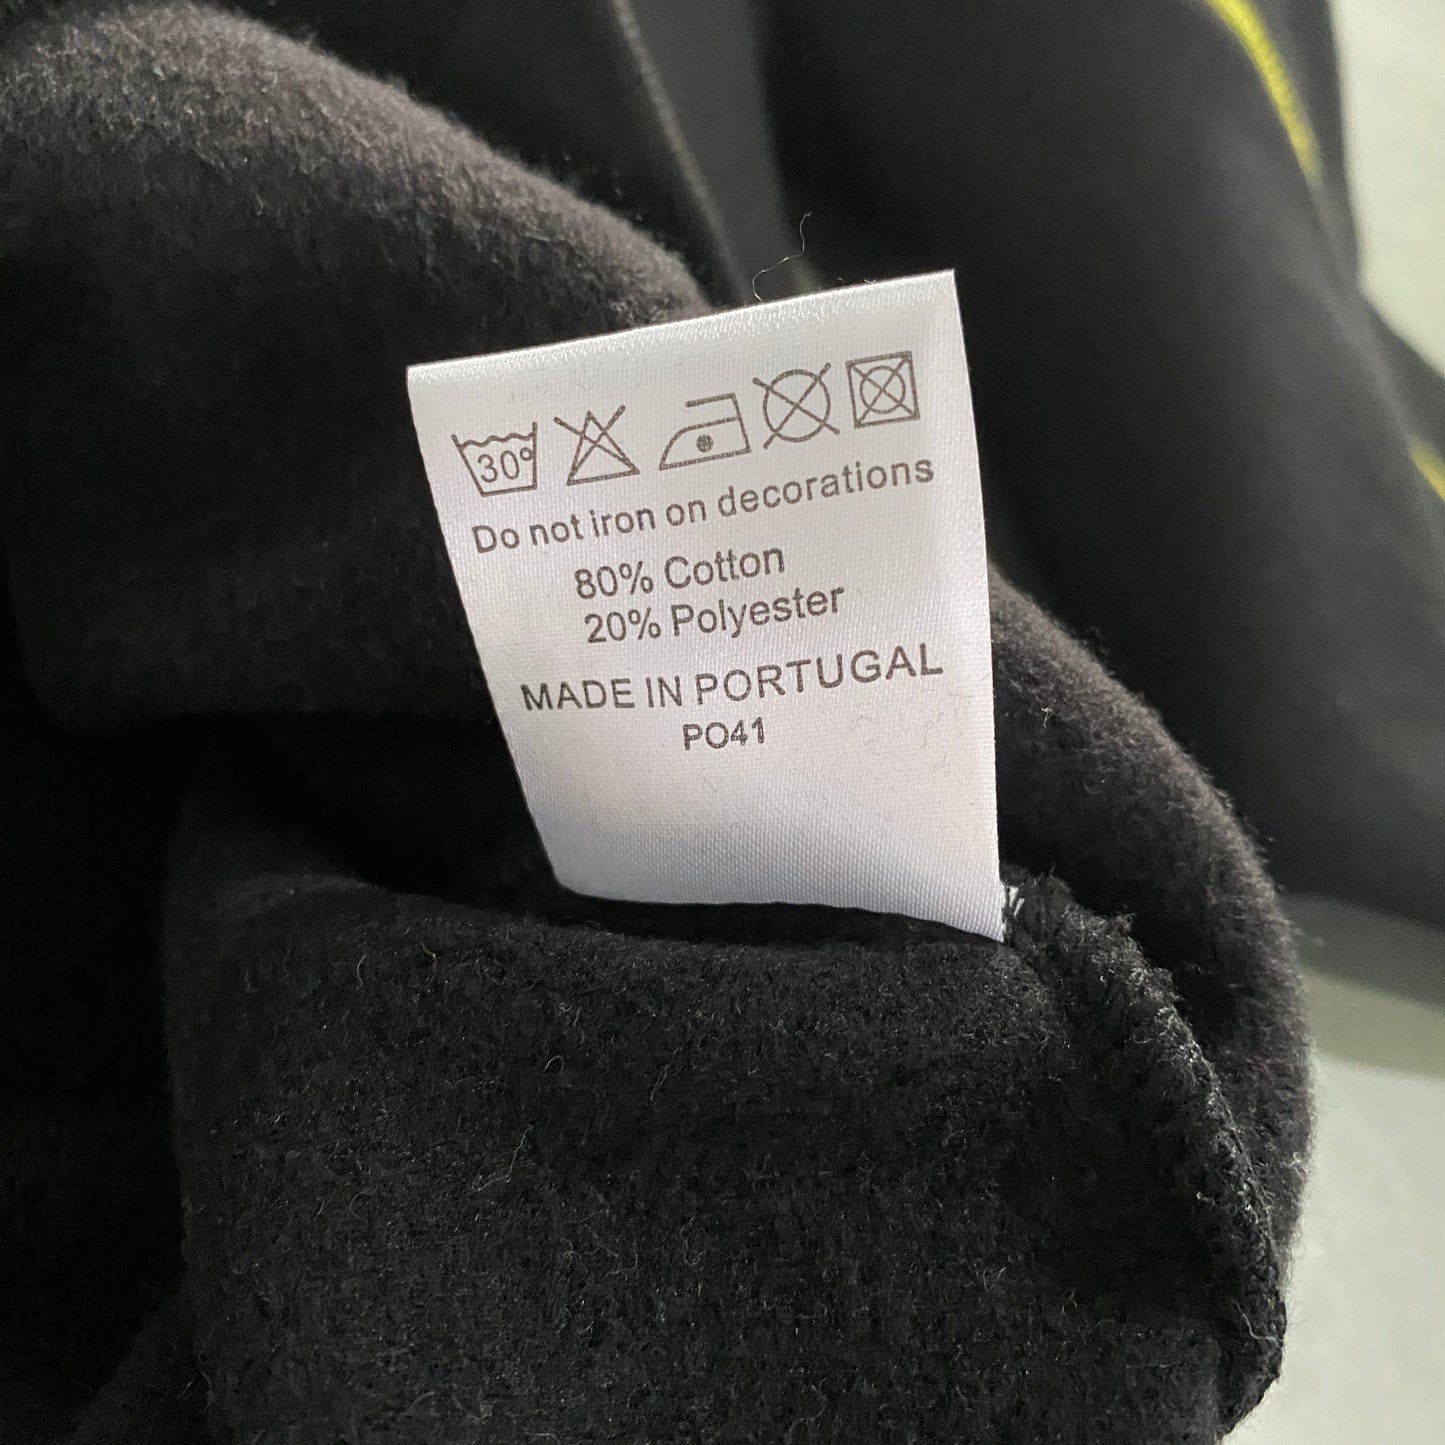 30°
Do not iron on decorations
80% Cotton
20% Polyester
MADE IN PORTUGAL
PO41